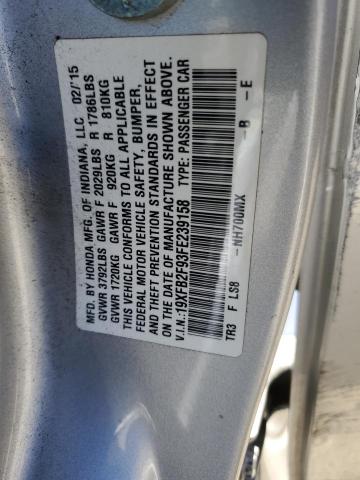 MFD. BY HONDA MFG. OF INDIANA, LLC 02/'15
GVWR 3792LBS GAWR F 2029LBS R 1786LBS
GVWR 1720KG GAWR F 920KG R 810KG
THIS VEHICLE CONFORMS TO ALL APPLICABLE
FEDERAL MOTOR VEHICLE SAFETY, BUMPER,
AND THEFT PREVENTION STANDARDS IN EFFECT
ON THE DATE OF MANUFACTURE SHOWN ABOVE.
V.I.N.:19XFB2F93FE239158 TYPE: PASSENGER CAR
-NH700MX -B -E
TR3 F LS8